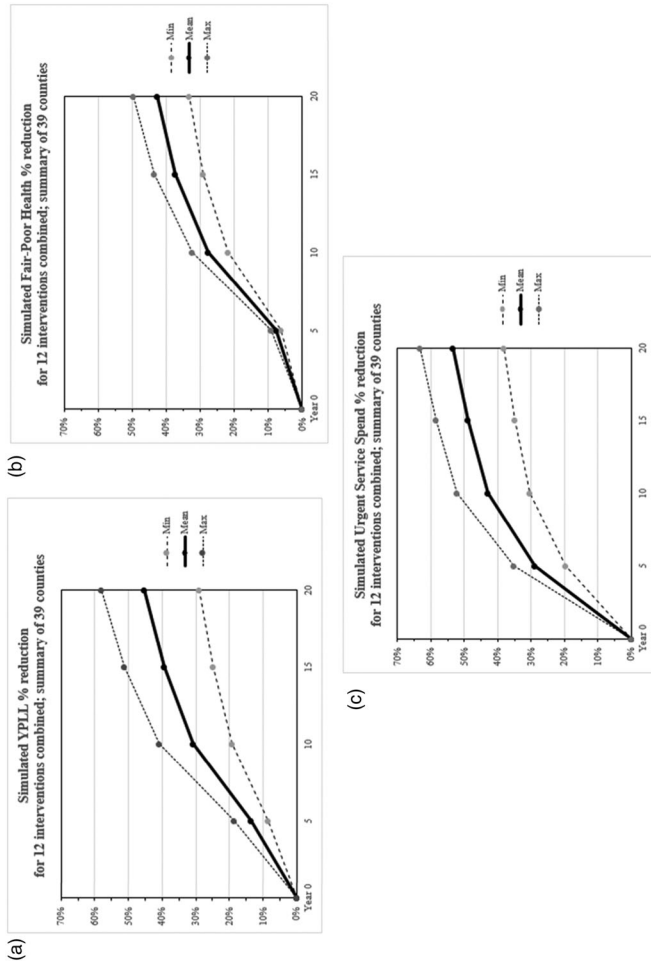 (a)
Simulated YPLL % reduction
for 12 interventions combined; summary of 39 counties
70%
60%
50%
40%
30%
20%
10%
0%
Year 0
5
10
15
20
Min
Mean
Max
(b)
Simulated Fair-Poor Health % reduction
for 12 interventions combined; summary of 39 counties
70%
60%
50%
40%
30%
20%
10%
0%
Year 0
5
10
15
20
Min
Mean
Max
(c)
Simulated Urgent Service Spend % reduction
for 12 interventions combined; summary of 39 counties
70%
60%
50%
40%
30%
20%
10%
0%
Year 0
5
10
15
20
Min
Mean
Max